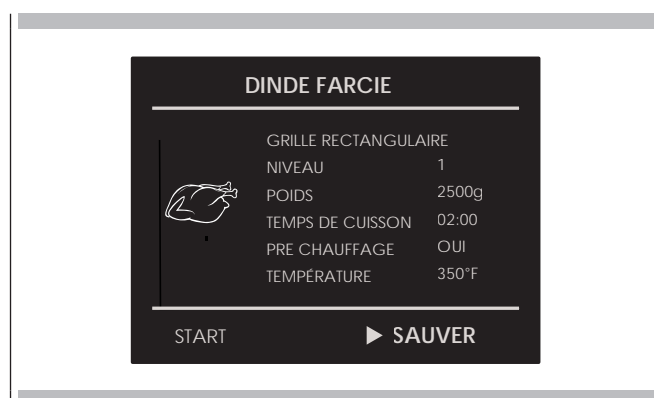 DINDE FARCIE
GRILLE RECTANGULAIRE
NIVEAU 1
POIDS 2500g
TEMPS DE CUISSON 02:00
PRE CHAUFFAGE OUI
TEMPÉRATURE 350°F
START ▶ SAUVER